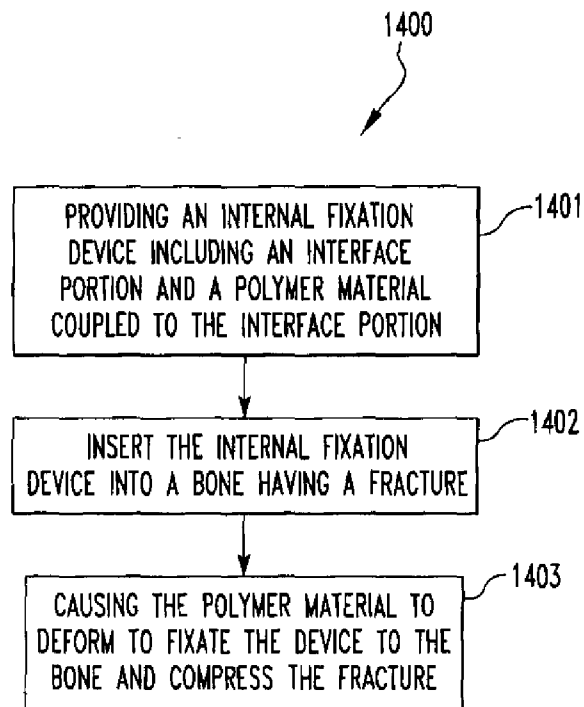 1400
PROVIDING AN INTERNAL FIXATION
DEVICE INCLUDING AN INTERFACE
PORTION AND A POLYMER MATERIAL
COUPLED TO THE INTERFACE PORTION
1401
INSERT THE INTERNAL FIXATION
DEVICE INTO A BONE HAVING A FRACTURE
1402
CAUSING THE POLYMER MATERIAL TO
DEFORM TO FIXATE THE DEVICE TO THE
BONE AND COMPRESS THE FRACTURE
1403